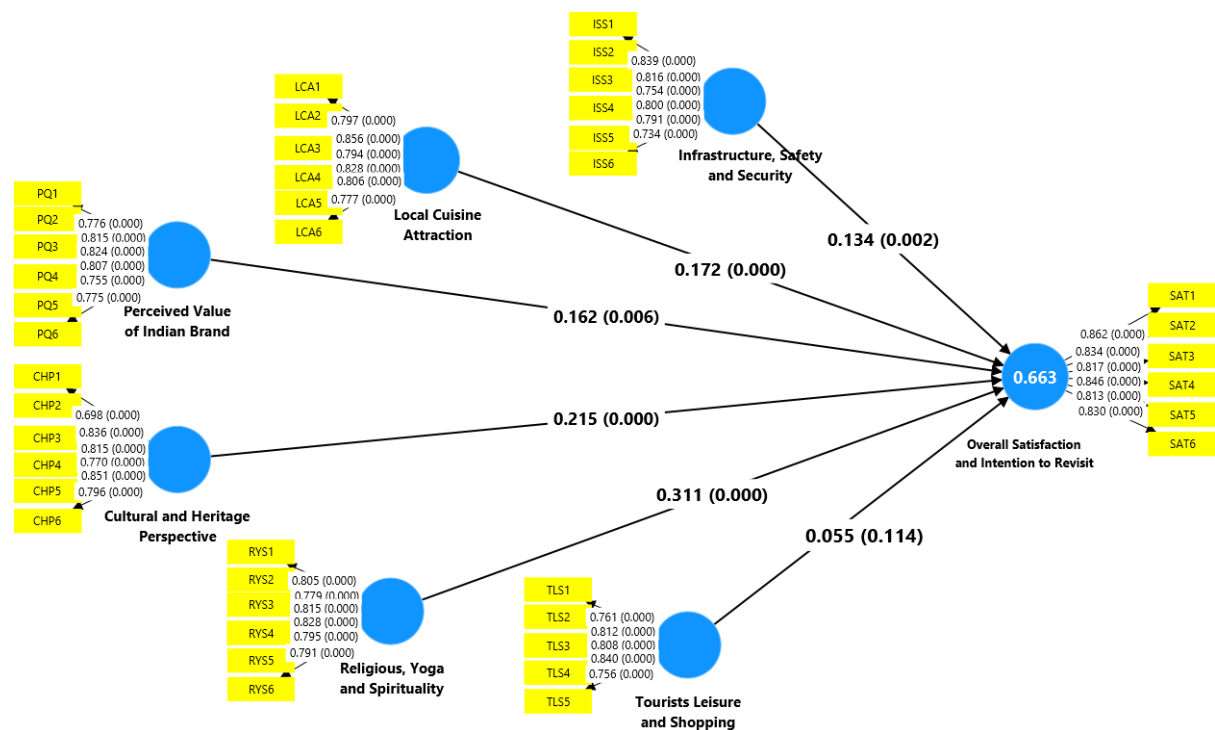 ISS1
ISS2
ISS3
ISS4
ISS5
ISS6
0.839 (0.000)
0.816 (0.000)
0.754 (0.000)
0.800 (0.000)
0.791 (0.000)
0.734 (0.000)
Infrastructure, Safety
and Security
LCA1
LCA2
LCA3
LCA4
LCA5
LCA6
0.797 (0.000)
0.856 (0.000)
0.794 (0.000)
0.828 (0.000)
0.806 (0.000)
0.777 (0.000)
Local Cuisine
Attraction
PQ1
PQ2
PQ3
PQ4
PQ5
PQ6
0.776 (0.000)
0.815 (0.000)
0.824 (0.000)
0.807 (0.000)
0.755 (0.000)
0.775 (0.000)
Perceived Value
of Indian Brand
CHP1
CHP2
CHP3
CHP4
CHP5
CHP6
0.698 (0.000)
0.836 (0.000)
0.815 (0.000)
0.770 (0.000)
0.851 (0.000)
0.796 (0.000)
Cultural and Heritage
Perspective
RYS1
RYS2
RYS3
RYS4
RYS5
RYS6
0.805 (0.000)
0.779 (0.000)
0.815 (0.000)
0.828 (0.000)
0.795 (0.000)
0.791 (0.000)
Religious, Yoga
and Spirituality
TLS1
TLS2
TLS3
TLS4
TLS5
0.761 (0.000)
0.812 (0.000)
0.808 (0.000)
0.840 (0.000)
0.756 (0.000)
Tourists Leisure
and Shopping
0.134 (0.002)
0.172 (0.000)
0.162 (0.006)
0.215 (0.000)
0.311 (0.000)
0.055 (0.114)
0.663
Overall Satisfaction
and Intention to Revisit
0.862 (0.000)
0.834 (0.000)
0.817 (0.000)
0.846 (0.000)
0.813 (0.000)
0.830 (0.000)
SAT1
SAT2
SAT3
SAT4
SAT5
SAT6